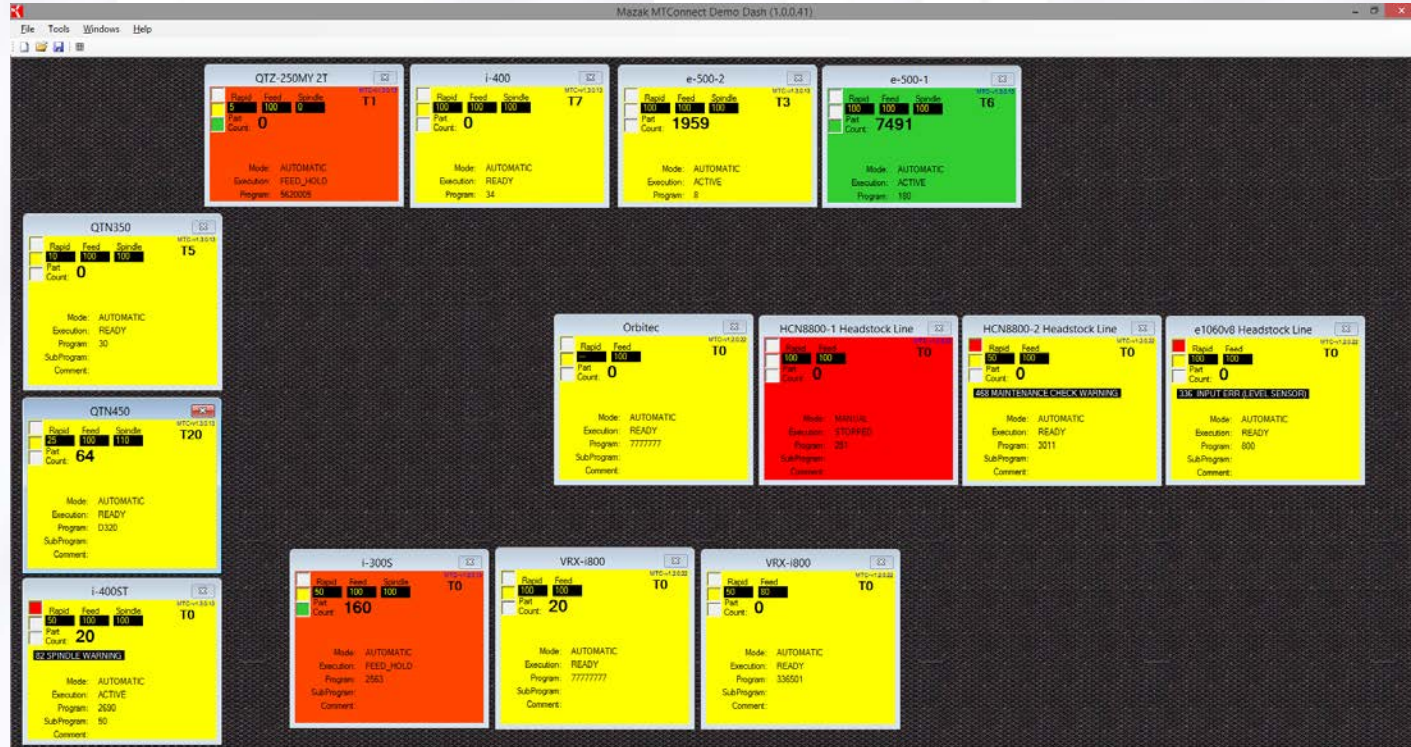 Mazak MTConnect Demo Dash (1.0.0.41)
File Tools Windows Help
QTZ-250MY 2T
Rapid Feed Spindle
T1
5 100 0
Part Count: 0
Mode: AUTOMATIC
Execution: FEED_HOLD
Program: 5620005
i-400
Rapid Feed Spindle
T7
100 100 100
Part Count: 0
Mode: AUTOMATIC
Execution: READY
Program: 34
e-500-2
Rapid Feed Spindle
T3
100 100 100
Part Count: 1959
Mode: AUTOMATIC
Execution: ACTIVE
Program: 8
e-500-1
Rapid Feed Spindle
T6
100 100 100
Part Count: 7491
Mode: AUTOMATIC
Execution: ACTIVE
Program: 180
QTN350
Rapid Feed Spindle
T5
10 100 100
Part Count: 0
Mode: AUTOMATIC
Execution: READY
Program: 30
SubProgram:
Comment:
Orbitec
Rapid Feed
T0
--- 100
Part Count: 0
Mode: AUTOMATIC
Execution: READY
Program: 7777777
SubProgram:
Comment:
HCN8800-1 Headstock Line
Rapid Feed
T0
100 100
Part Count: 0
Mode: MANUAL
Execution: STOPPED
Program: 281
SubProgram:
Comment:
HCN8800-2 Headstock Line
Rapid Feed
T0
50 100
Part Count: 0
468 MAINTENANCE CHECK WARNING
Mode: AUTOMATIC
Execution: READY
Program: 3011
SubProgram:
Comment:
e1060v8 Headstock Line
Rapid Feed
T0
100 100
Part Count: 0
336 INPUT ERR (LEVEL SENSOR)
Mode: AUTOMATIC
Execution: READY
Program: 800
SubProgram:
Comment:
QTN450
Rapid Feed Spindle
T20
25 100 110
Part Count: 64
Mode: AUTOMATIC
Execution: READY
Program: D320
SubProgram:
Comment:
i-400ST
Rapid Feed Spindle
T0
50 100 100
Part Count: 20
82 SPINDLE WARNING
Mode: AUTOMATIC
Execution: ACTIVE
Program: 2690
SubProgram: 50
Comment:
i-300S
Rapid Feed Spindle
T0
50 100 100
Part Count: 160
Mode: AUTOMATIC
Execution: FEED_HOLD
Program: 2563
SubProgram:
Comment:
VRX-i800
Rapid Feed
T0
100 100
Part Count: 20
Mode: AUTOMATIC
Execution: READY
Program: 77777777
SubProgram:
Comment:
VRX-i800
Rapid Feed
T0
50 80
Part Count: 0
Mode: AUTOMATIC
Execution: READY
Program: 336501
SubProgram:
Comment: